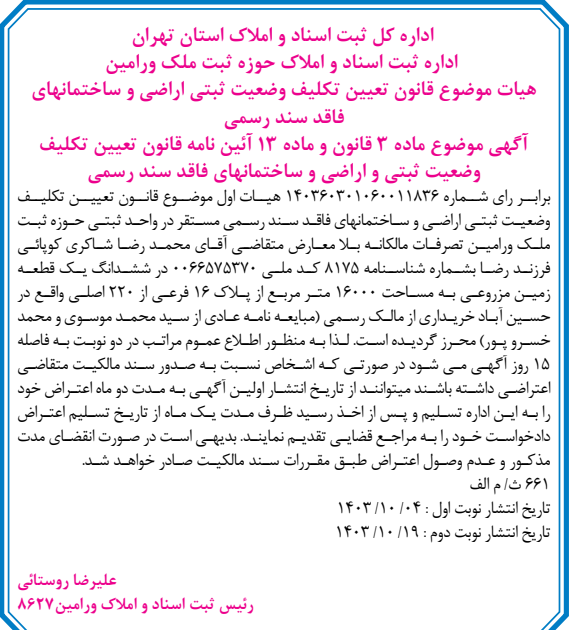 اداره کل ثبت اسناد و املاک استان تهران
اداره ثبت اسناد و املاک حوزه ثبت ملک ورامین
هیات موضوع قانون تعیین تکلیف وضعیت ثبتی اراضی و ساختمانهای
فاقد سند رسمی
آگهی موضوع ماده ۳ قانون و ماده ۱۳ آئین نامه قانون تعیین تکلیف
وضعیت ثبتی و اراضی و ساختمانهای فاقد سند رسمی
برابر رای شماره ۱۴۰۳۶۰۳۰۱۰۶۰۰۱۱۸۳۶ هیات اول موضوع قانون تعیین تکلیف
وضعیت ثبتی اراضی و ساختمانهای فاقد سند رسمی مستقر در واحد ثبتی حوزه ثبت
ملک ورامین تصرفات مالکانه بلا معارض متقاضی آقای محمد رضا شاکری کوپائی
فرزند رضا بشماره شناسنامه ۸۱۷۵ کد ملی ۰۰۶۶۵۷۵۳۷۰ در ششدانگ یک قطعه
زمین مزروعی به مساحت ۱۶۰۰۰ متر مربع از پلاک ۱۶ فرعی از ۲۲۰ اصلی واقع در
حسین آباد خریداری از مالک رسمی (مبایعه نامه عادی از سید محمد موسوی و محمد
خسرو پور) محرز گردیده است. لذا به منظور اطلاع عموم مراتب در دو نوبت به فاصله
۱۵ روز آگهی می شود در صورتی که اشخاص نسبت به صدور سند مالکیت متقاضی
اعتراضی داشته باشند میتوانند از تاریخ انتشار اولین آگهی به مدت دو ماه اعتراض خود
را به این اداره تسلیم و پس از اخذ رسید ظرف مدت یک ماه از تاریخ تسلیم اعتراض
دادخواست خود را به مراجع قضایی تقدیم نمایند. بدیهی است در صورت انقضای مدت
مذکور و عدم وصول اعتراض طبق مقررات سند مالکیت صادر خواهد شد.
۶۶۱ ث/ م الف
تاریخ انتشار نوبت اول : ۰۴/ ۱۰/ ۱۴۰۳
تاریخ انتشار نوبت دوم : ۱۹/ ۱۰/ ۱۴۰۳
علیرضا روستائی
رئیس ثبت اسناد و املاک ورامین۸۶۲۷